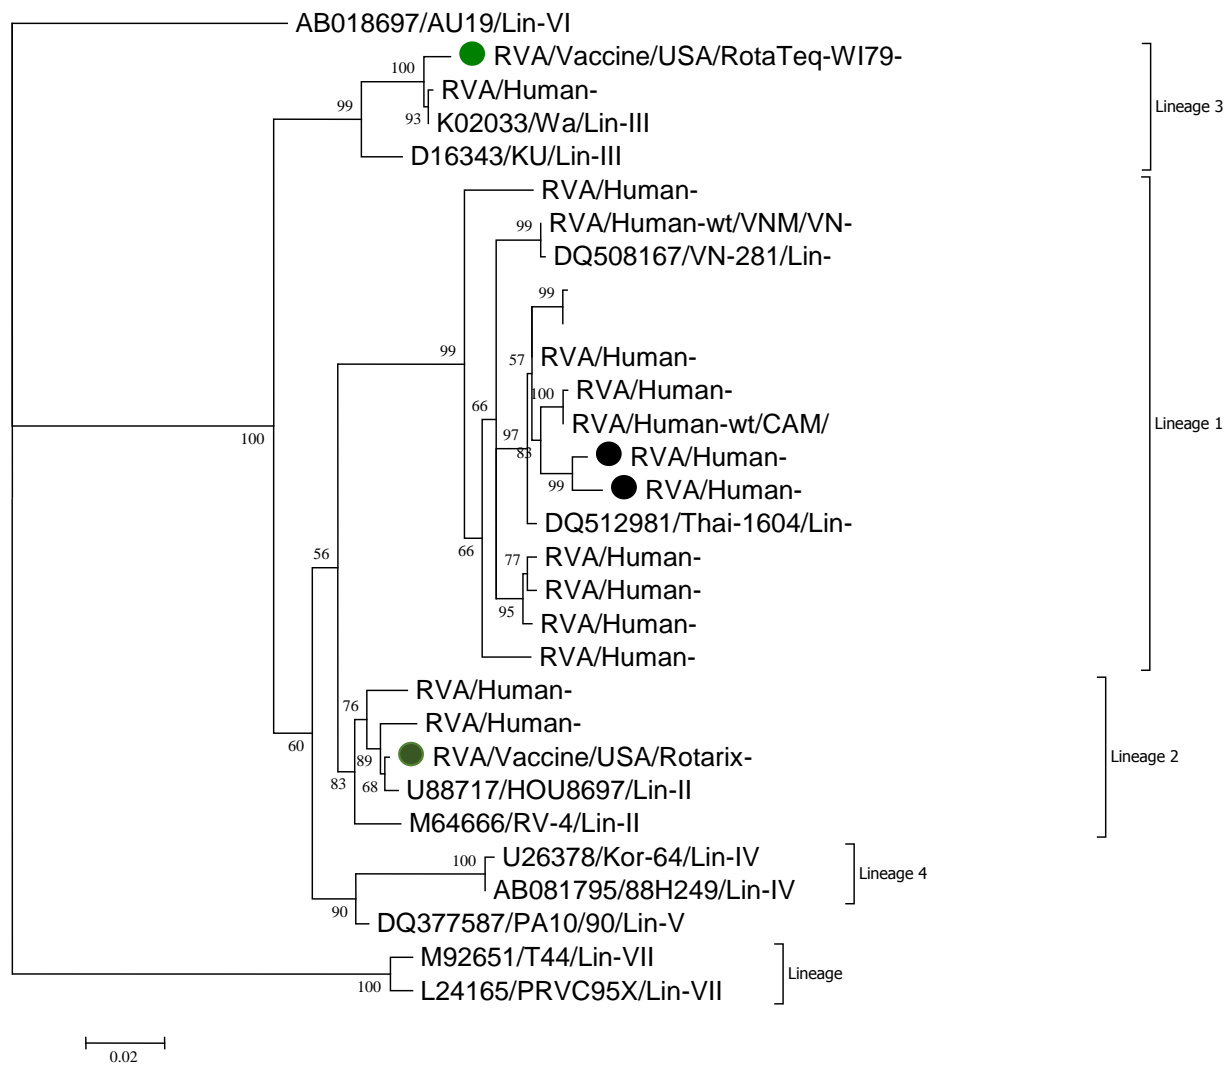 AB018697/AU19/Lin-VI
RVA/Vaccine/USA/RotaTeq-WI79-
100
RVA/Human-
99
93
K02033/Wa/Lin-III
Lineage 3
D16343/KU/Lin-III
RVA/Human-
RVA/Human-wt/VNM/VN-
99
DQ508167/VN-281/Lin-
99
RVA/Human-
57
99
RVA/Human-
100
66
RVA/Human-wt/CAM/
Lineage 1
97
83
100
RVA/Human-
99
RVA/Human-
DQ512981/Thai-1604/Lin-
66
56
77
RVA/Human-
RVA/Human-
95
RVA/Human-
RVA/Human-
RVA/Human-
76
RVA/Human-
60
89
RVA/Vaccine/USA/Rotarix-
Lineage 2
83
68
U88717/HOU8697/Lin-II
M64666/RV-4/Lin-II
100
U26378/Kor-64/Lin-IV
Lineage 4
AB081795/88H249/Lin-IV
90
DQ377587/PA10/90/Lin-V
M92651/T44/Lin-VII
Lineage
100
L24165/PRVC95X/Lin-VII
0.02